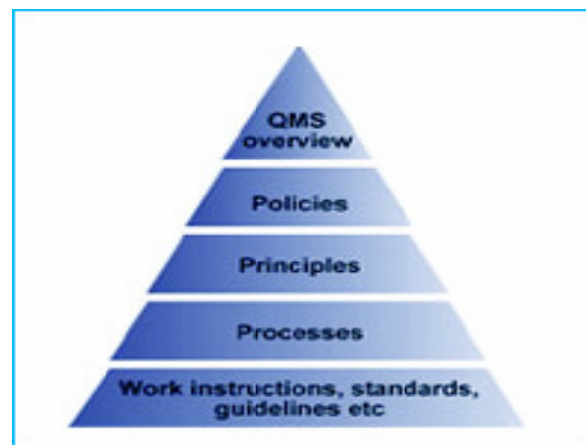 QMS
overview
Policies
Principles
Processes
Work instructions, standards,
guidelines etc